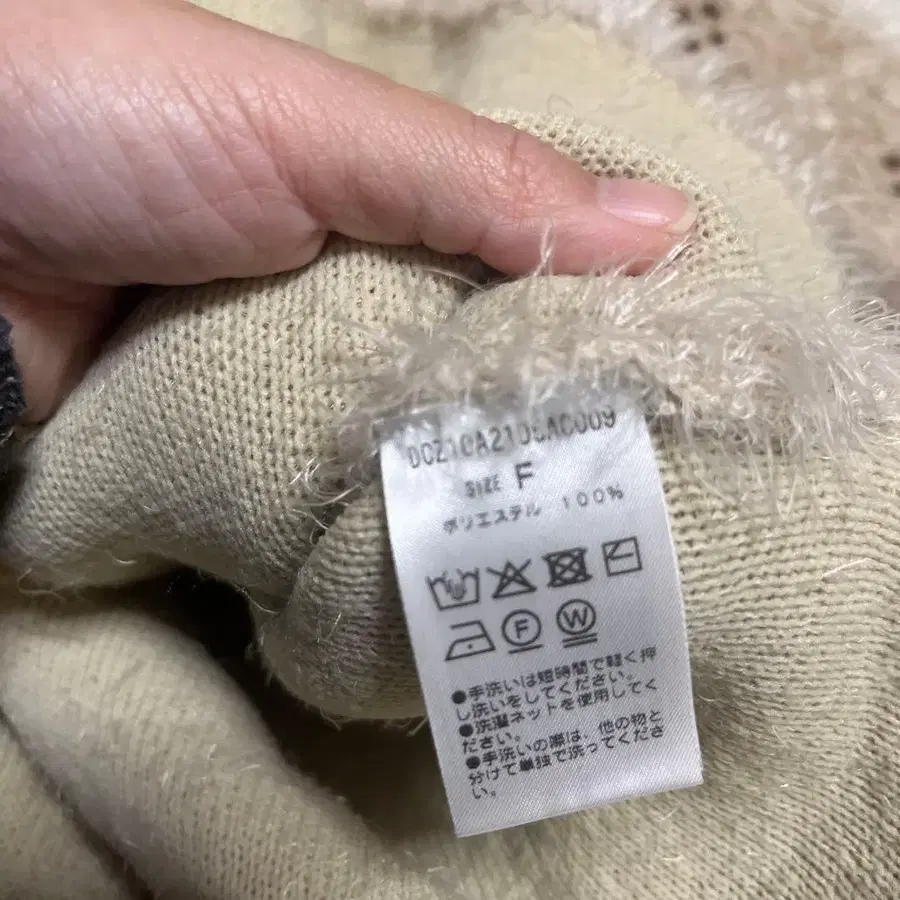 DCZ10A2108AC009
SIZE F
ポリエステル 100%
F W
●手洗いは短時間で軽く押
し洗いをしてください。
●洗濯ネットを使用してく
ださい。
●手洗いの際は、他の物と
分けて単独で洗ってくださ
い。